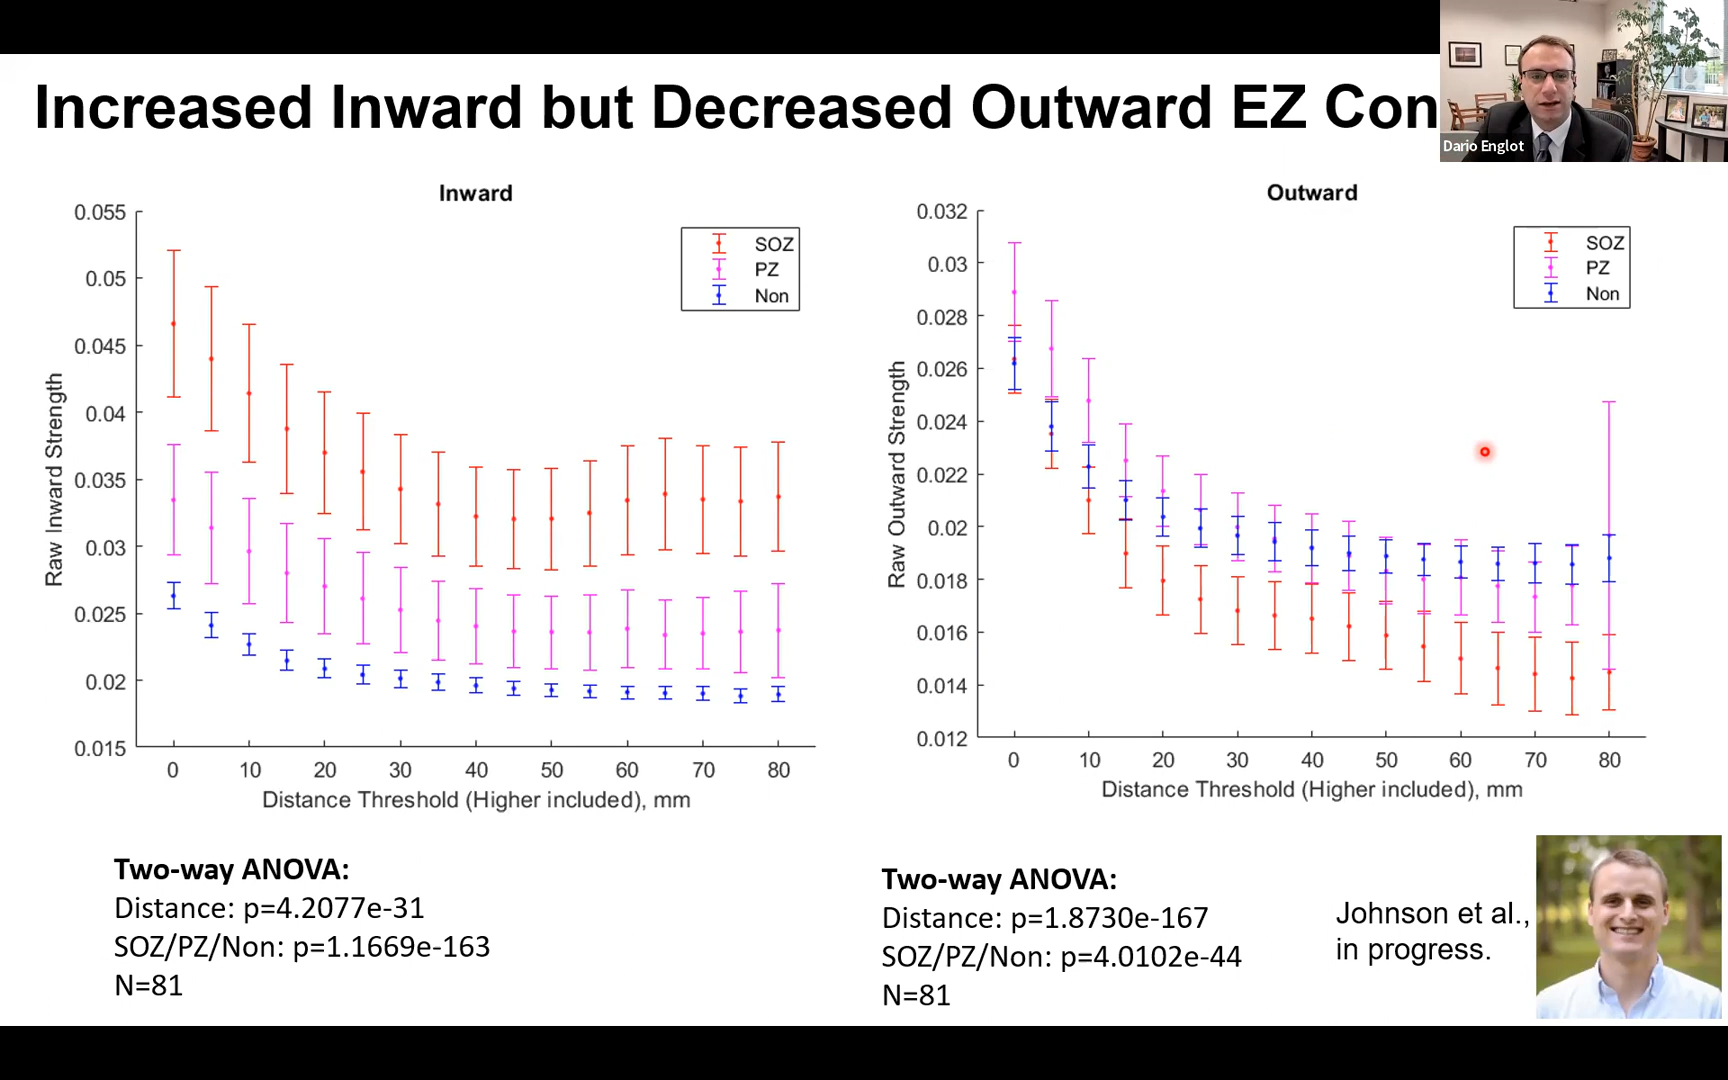 Increased Inward but Decreased Outward EZ Con
Dario Englot
Inward
0.055
0.05
0.045
0.04
0.035
0.03
0.025
0.02
0.015
Raw Inward Strength
SOZ
PZ
Non
0 10 20 30 40 50 60 70 80
Distance Threshold (Higher included), mm
Outward
0.032
0.03
0.028
0.026
0.024
0.022
0.02
0.018
0.016
0.014
0.012
Raw Outward Strength
SOZ
PZ
Non
0 10 20 30 40 50 60 70 80
Distance Threshold (Higher included), mm
Two-way ANOVA:
Distance: p=4.2077e-31
SOZ/PZ/Non: p=1.1669e-163
N=81
Two-way ANOVA:
Distance: p=1.8730e-167
SOZ/PZ/Non: p=4.0102e-44
N=81
Johnson et al.,
in progress.